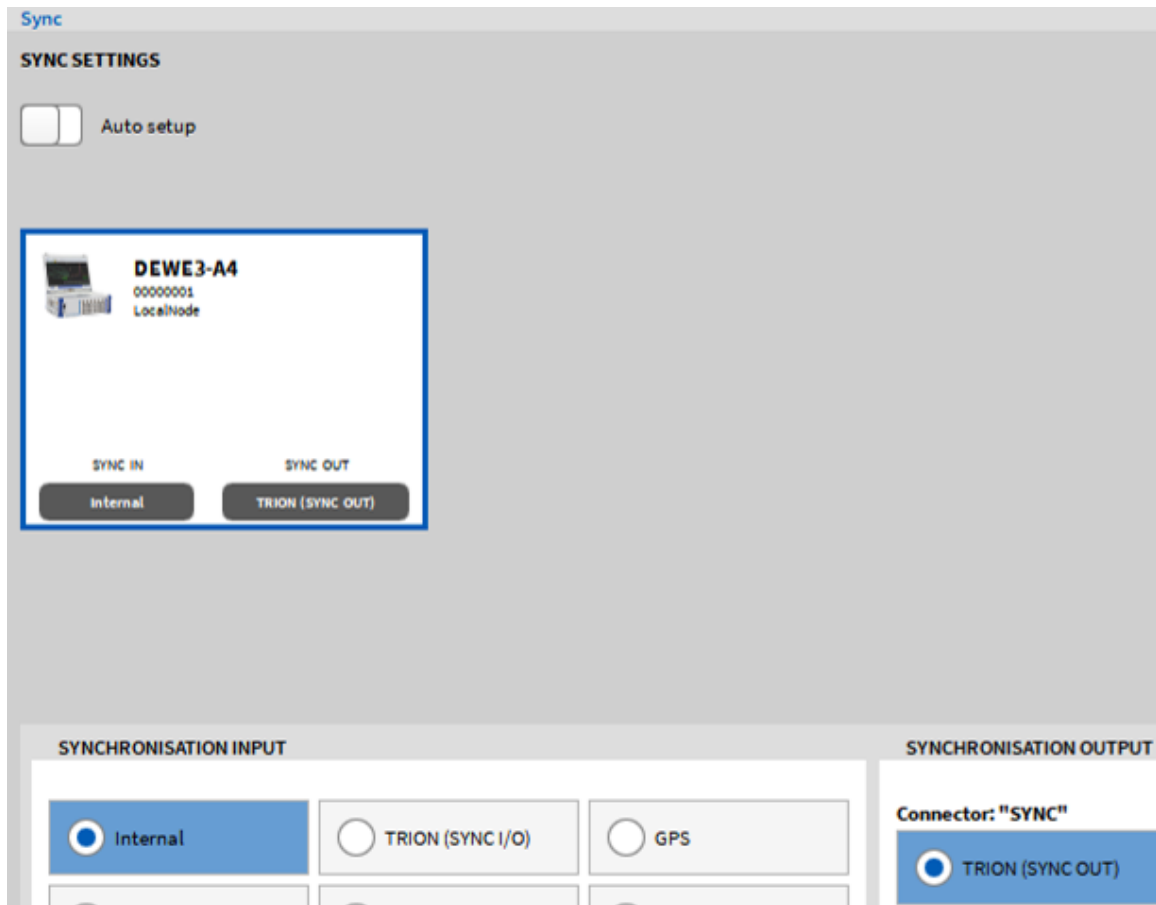 Sync
SYNC SETTINGS
Auto setup
DEWE3-A4
00000001
LocalNode
SYNC IN SYNC OUT
Internal TRION (SYNC OUT)
SYNCHRONISATION INPUT SYNCHRONISATION OUTPUT
Connector: "SYNC"
Internal TRION (SYNC I/O) GPS
TRION (SYNC OUT)